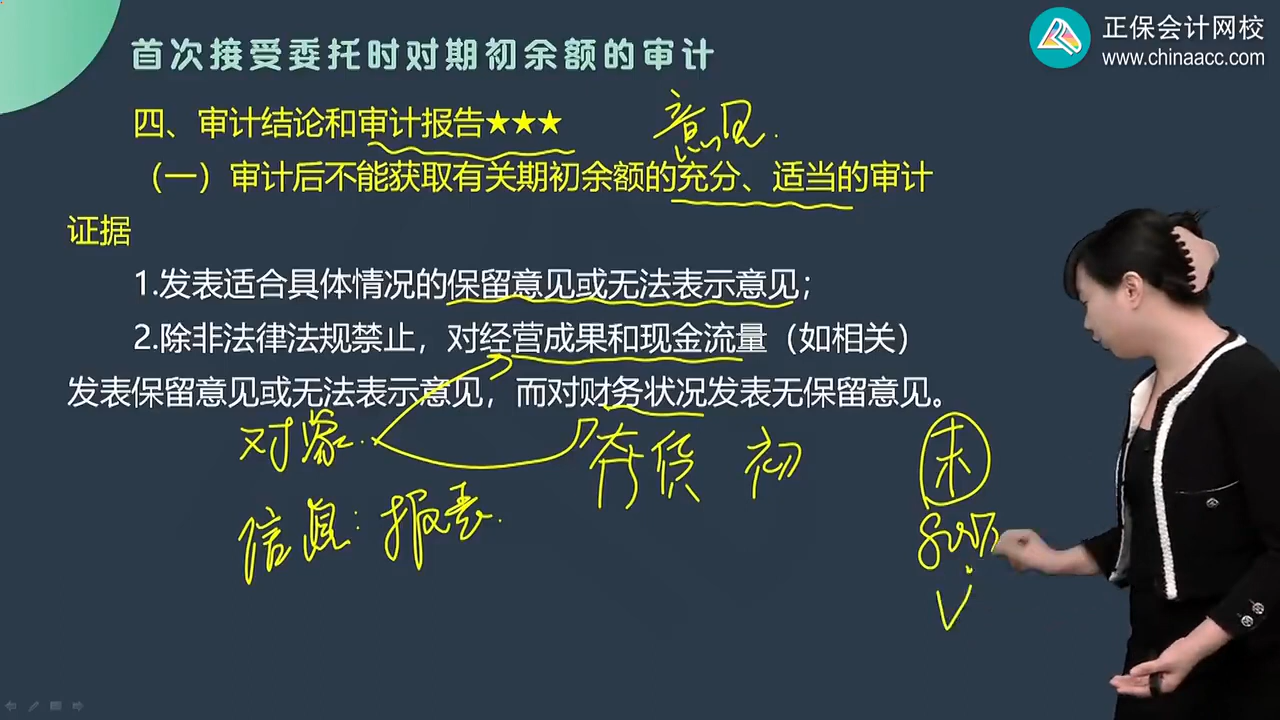 首次接受委托时对期初余额的审计
正保会计网校
www.chinaacc.com
四、审计结论和审计报告★★★
意见.
（一）审计后不能获取有关期初余额的充分、适当的审计
证据
1.发表适合具体情况的保留意见或无法表示意见；
2.除非法律法规禁止，对经营成果和现金流量（如相关）
发表保留意见或无法表示意见，而对财务状况发表无保留意见。
对象.
存货 初
末
信息：报表.